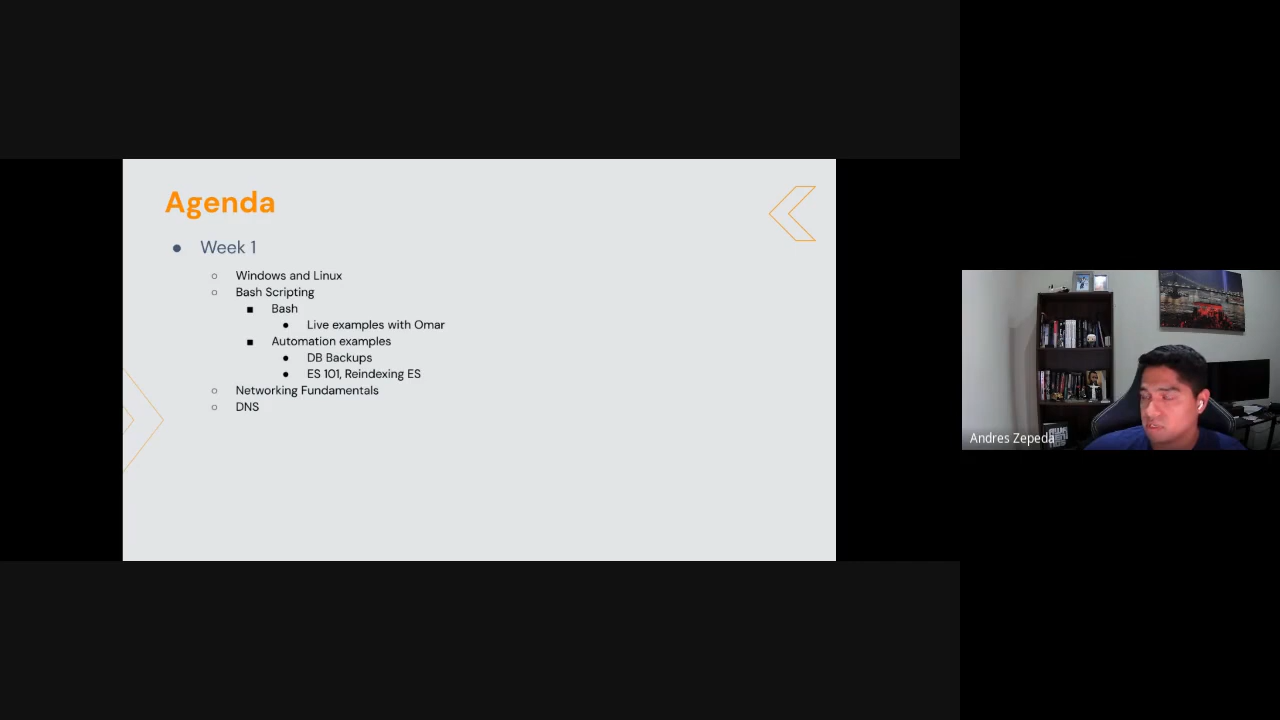 Agenda
Week 1
Windows and Linux
Bash Scripting
Bash
Live examples with Omar
Automation examples
DB Backups
ES 101, Reindexing ES
Networking Fundamentals
DNS
Andres Zepeda